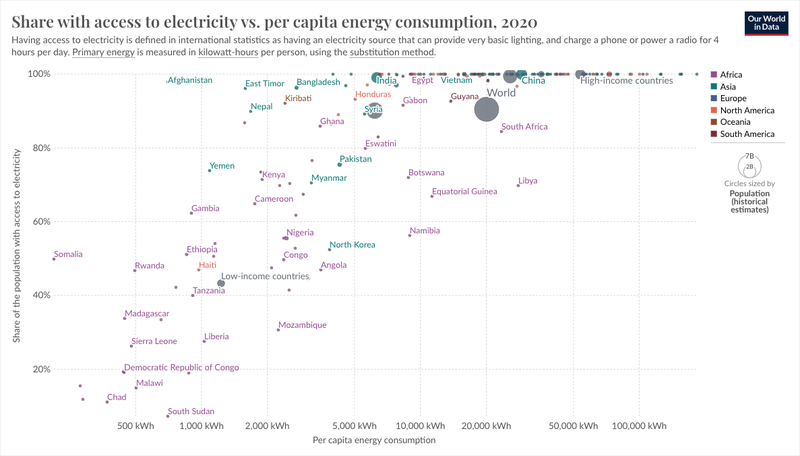 Share with access to electricity vs. per capita energy consumption, 2020
Our World
in Data
Having access to electricity is defined in international statistics as having an electricity source that can provide very basic lighting, and charge a phone or power a radio for 4
hours per day. Primary energy is measured in kilowatt-hours per person, using the substitution method.
Share of the population with access to electricity
100%
80%
60%
40%
20%
Afghanistan
East Timor
Bangladesh
India
Egypt
Vietnam
China
High-income countries
Kiribati
Honduras
Guyana
World
Nepal
Syria
Gabon
Ghana
South Africa
Eswatini
Yemen
Pakistan
Kenya
Myanmar
Botswana
Libya
Cameroon
Equatorial Guinea
Gambia
Nigeria
Namibia
Ethiopia
North Korea
Somalia
Congo
Rwanda
Haiti
Angola
Low-income countries
Tanzania
Madagascar
Mozambique
Sierra Leone
Liberia
Democratic Republic of Congo
Malawi
Chad
South Sudan
500 kWh
1,000 kWh
2,000 kWh
5,000 kWh
10,000 kWh
20,000 kWh
50,000 kWh
100,000 kWh
Per capita energy consumption
Africa
Asia
Europe
North America
Oceania
South America
7B
2B
Circles sized by
Population
(historical
estimates)